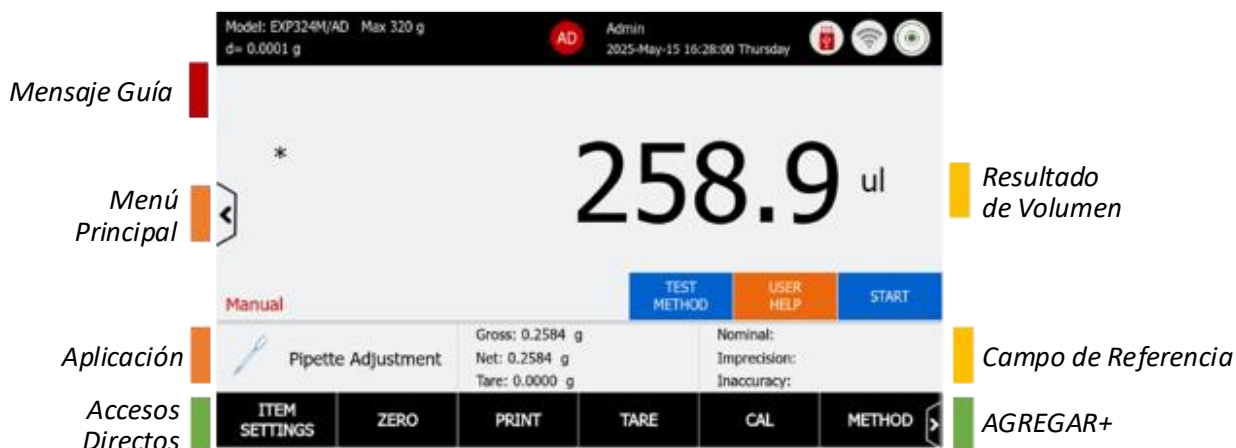 Model: EXP324M/AD Max 320 g
d= 0.0001 g
AD
Admin
2025-May-15 16:28:00 Thursday
Mensaje Guía
*
258.9 ul
Resultado
de Volumen
Menú
Principal
<
Manual
TEST
METHOD
USER
HELP
START
Aplicación
Pipette Adjustment
Gross: 0.2584 g
Net: 0.2584 g
Tare: 0.0000 g
Nominal:
Imprecision:
Inaccuracy:
Campo de Referencia
Accesos
Directos
ITEM
SETTINGS
ZERO
PRINT
TARE
CAL
METHOD
>
AGREGAR+